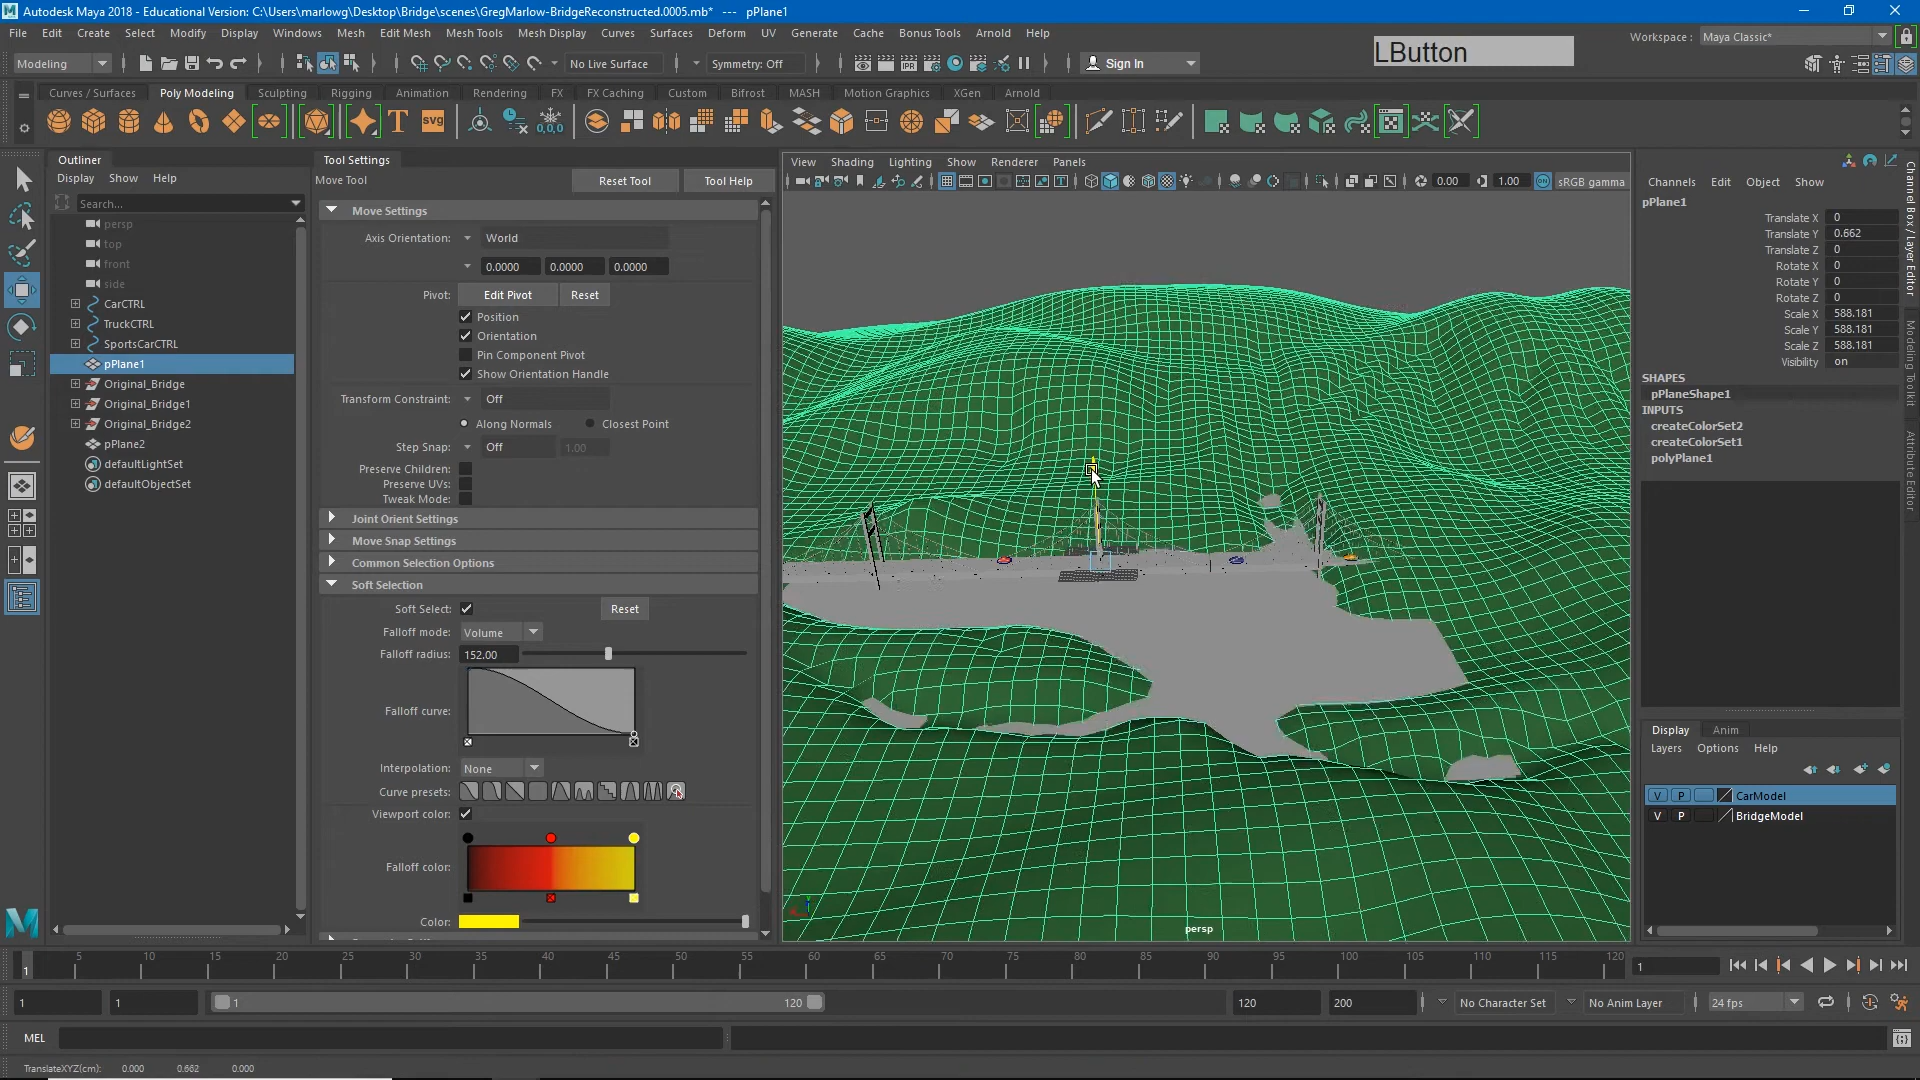 Autodesk Maya 2018 - Educational Version: C:\Users\marlowg\Desktop\Bridge\scenes\GregMarlow-BridgeReconstructed.0005.mb* --- pPlane1
File Edit Create Select Modify Display Windows Mesh Edit Mesh Mesh Tools Mesh Display Curves Surfaces Deform UV Generate Cache Bonus Tools Arnold Help
LButton
Workspace : Maya Classic*
Modeling
No Live Surface
Symmetry: Off
Sign In
Curves / Surfaces Poly Modeling Sculpting Rigging Animation Rendering FX FX Caching Custom Bifrost MASH Motion Graphics XGen Arnold
T svg 0,0,0
Outliner
Display Show Help
Search...
persp
top
front
side
CarCTRL
TruckCTRL
SportsCarCTRL
pPlane1
Original_Bridge
Original_Bridge1
Original_Bridge2
pPlane2
defaultLightSet
defaultObjectSet
Tool Settings
Move Tool Reset Tool Tool Help
Move Settings
Axis Orientation: World
0.0000 0.0000 0.0000
Pivot: Edit Pivot Reset
Position
Orientation
Pin Component Pivot
Show Orientation Handle
Transform Constraint: Off
Along Normals Closest Point
Step Snap: Off 1.00
Preserve Children:
Preserve UVs:
Tweak Mode:
Joint Orient Settings
Move Snap Settings
Common Selection Options
Soft Selection
Soft Select: Reset
Falloff mode: Volume
Falloff radius: 152.00
Falloff curve:
Interpolation: None
Curve presets:
Viewport color:
Falloff color:
Color:
View Shading Lighting Show Renderer Panels
0.00 1.00 ON sRGB gamma
persp
Channels Edit Object Show
pPlane1
Translate X 0
Translate Y 0.662
Translate Z 0
Rotate X 0
Rotate Y 0
Rotate Z 0
Scale X 588.181
Scale Y 588.181
Scale Z 588.181
Visibility on
SHAPES
pPlaneShape1
INPUTS
createColorSet2
createColorSet1
polyPlane1
Channel Box / Layer Editor
Modeling Toolkit
Attribute Editor
Display Anim
Layers Options Help
V P CarModel
V P BridgeModel
5 10 15 20 25 30 35 40 45 50 55 60 65 70 75 80 85 90 95 100 105 110 115 120
1
1
1 1 1 120 120 200 No Character Set No Anim Layer 24 fps
MEL
TranslateXYZ(cm): 0.000 0.662 0.000